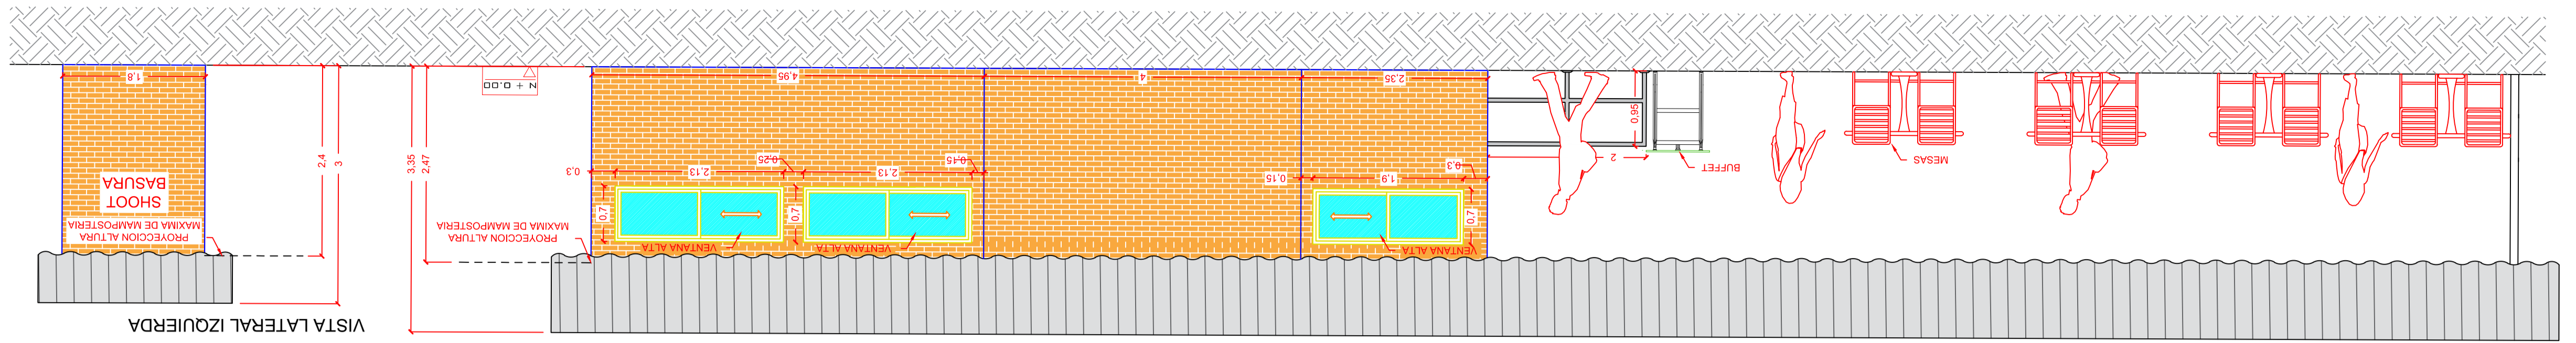 VISTA LATERAL IZQUIERDA
MESAS
BUFFET
0,95
2
VENTANA ALTA
0,7
0,3
1,9
0,15
2,35
4
VENTANA ALTA
VENTANA ALTA
0,15
2,13
0,7
0,25
2,13
0,7
0,3
4,95
PROYECCION ALTURA
MAXIMA DE MAMPOSTERIA
N + 0.00
2,47
3,35
3
2,4
PROYECCION ALTURA
MAXIMA DE MAMPOSTERIA
SHOOT
BASURA
1,8